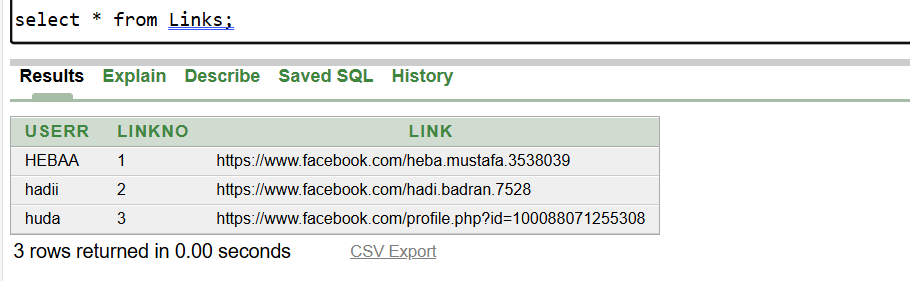 select * from Links;
Results Explain Describe Saved SQL History
USERR LINKNO LINK
HEBAA 1 https://www.facebook.com/heba.mustafa.3538039
hadii 2 https://www.facebook.com/hadi.badran.7528
huda 3 https://www.facebook.com/profile.php?id=100088071255308
3 rows returned in 0.00 seconds CSV Export